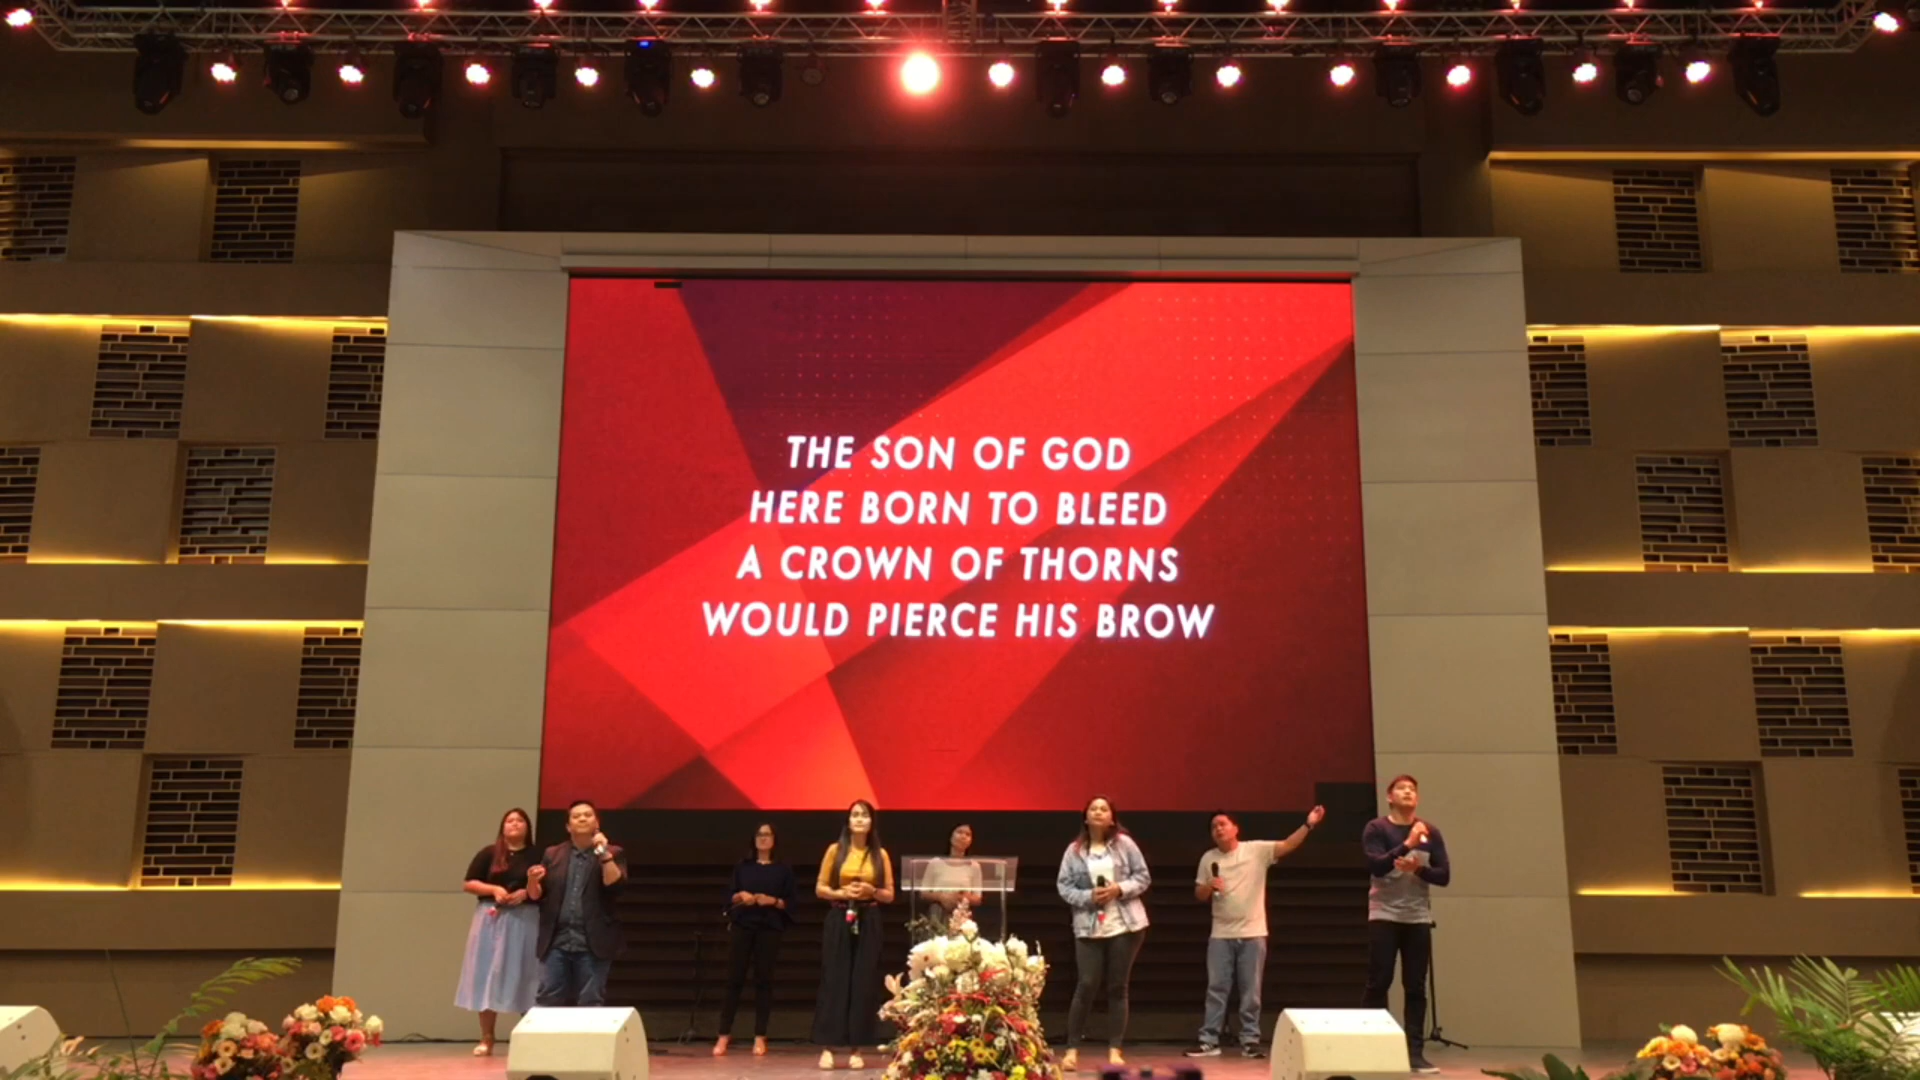 THE SON OF GOD
HERE BORN TO BLEED
A CROWN OF THORNS
WOULD PIERCE HIS BROW